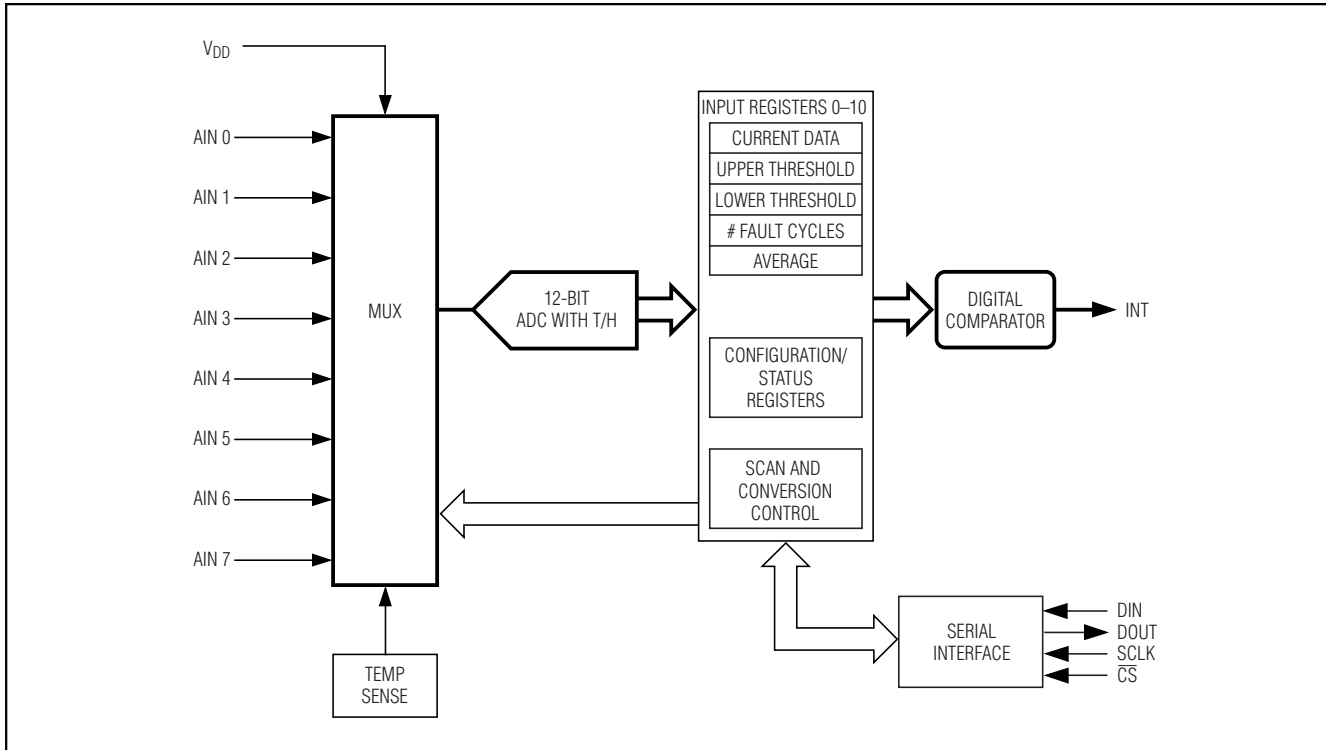 VDD
AIN 0
AIN 1
AIN 2
AIN 3
AIN 4
AIN 5
AIN 6
AIN 7
MUX
TEMP
SENSE
12-BIT
ADC WITH T/H
INPUT REGISTERS 0–10
CURRENT DATA
UPPER THRESHOLD
LOWER THRESHOLD
# FAULT CYCLES
AVERAGE
CONFIGURATION/
STATUS
REGISTERS
SCAN AND
CONVERSION
CONTROL
DIGITAL
COMPARATOR
INT
SERIAL
INTERFACE
DIN
DOUT
SCLK
C̅S̅